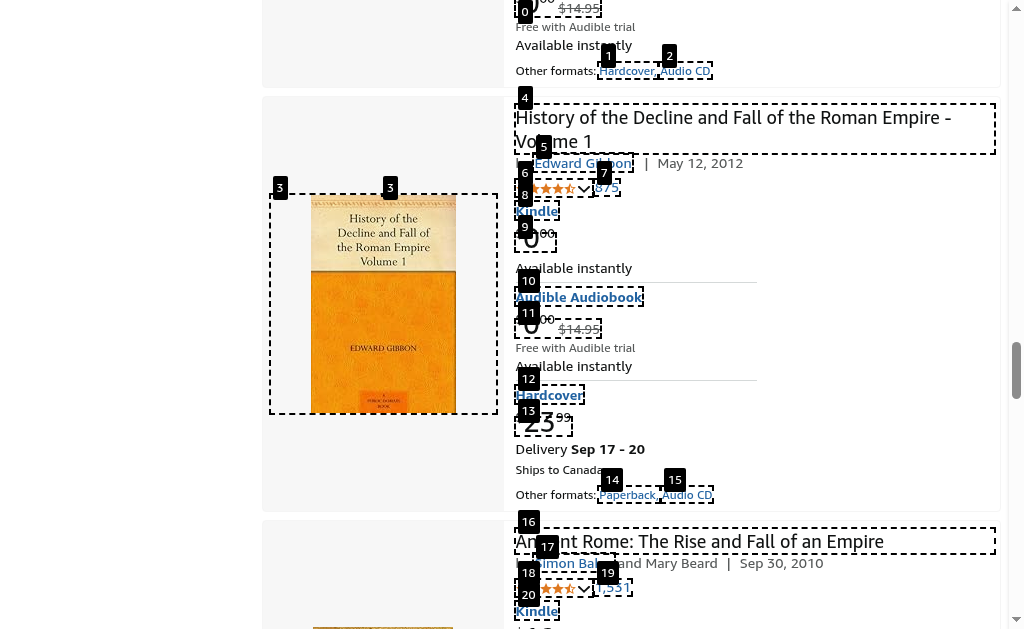 $14.95
0
Free with Audible trial
Available instantly
1
2
Other formats: Hardcover, Audio CD
4
History of the Decline and Fall of the Roman Empire -
Volume 1
5
Edward Gibbon | May 12, 2012
6
7
875
8
3
3
Kindle
9
0 00
Available instantly
10
Audible Audiobook
11
0 00 $14.95
Free with Audible trial
Available instantly
12
Hardcover
13
23 99
Delivery Sep 17 - 20
Ships to Canada
14
15
Other formats: Paperback, Audio CD
History of the
Decline and Fall of
the Roman Empire
Volume 1
EDWARD GIBBON
16
Ancient Rome: The Rise and Fall of an Empire
17
Simon Baker and Mary Beard | Sep 30, 2010
18
19
1,531
20
Kindle